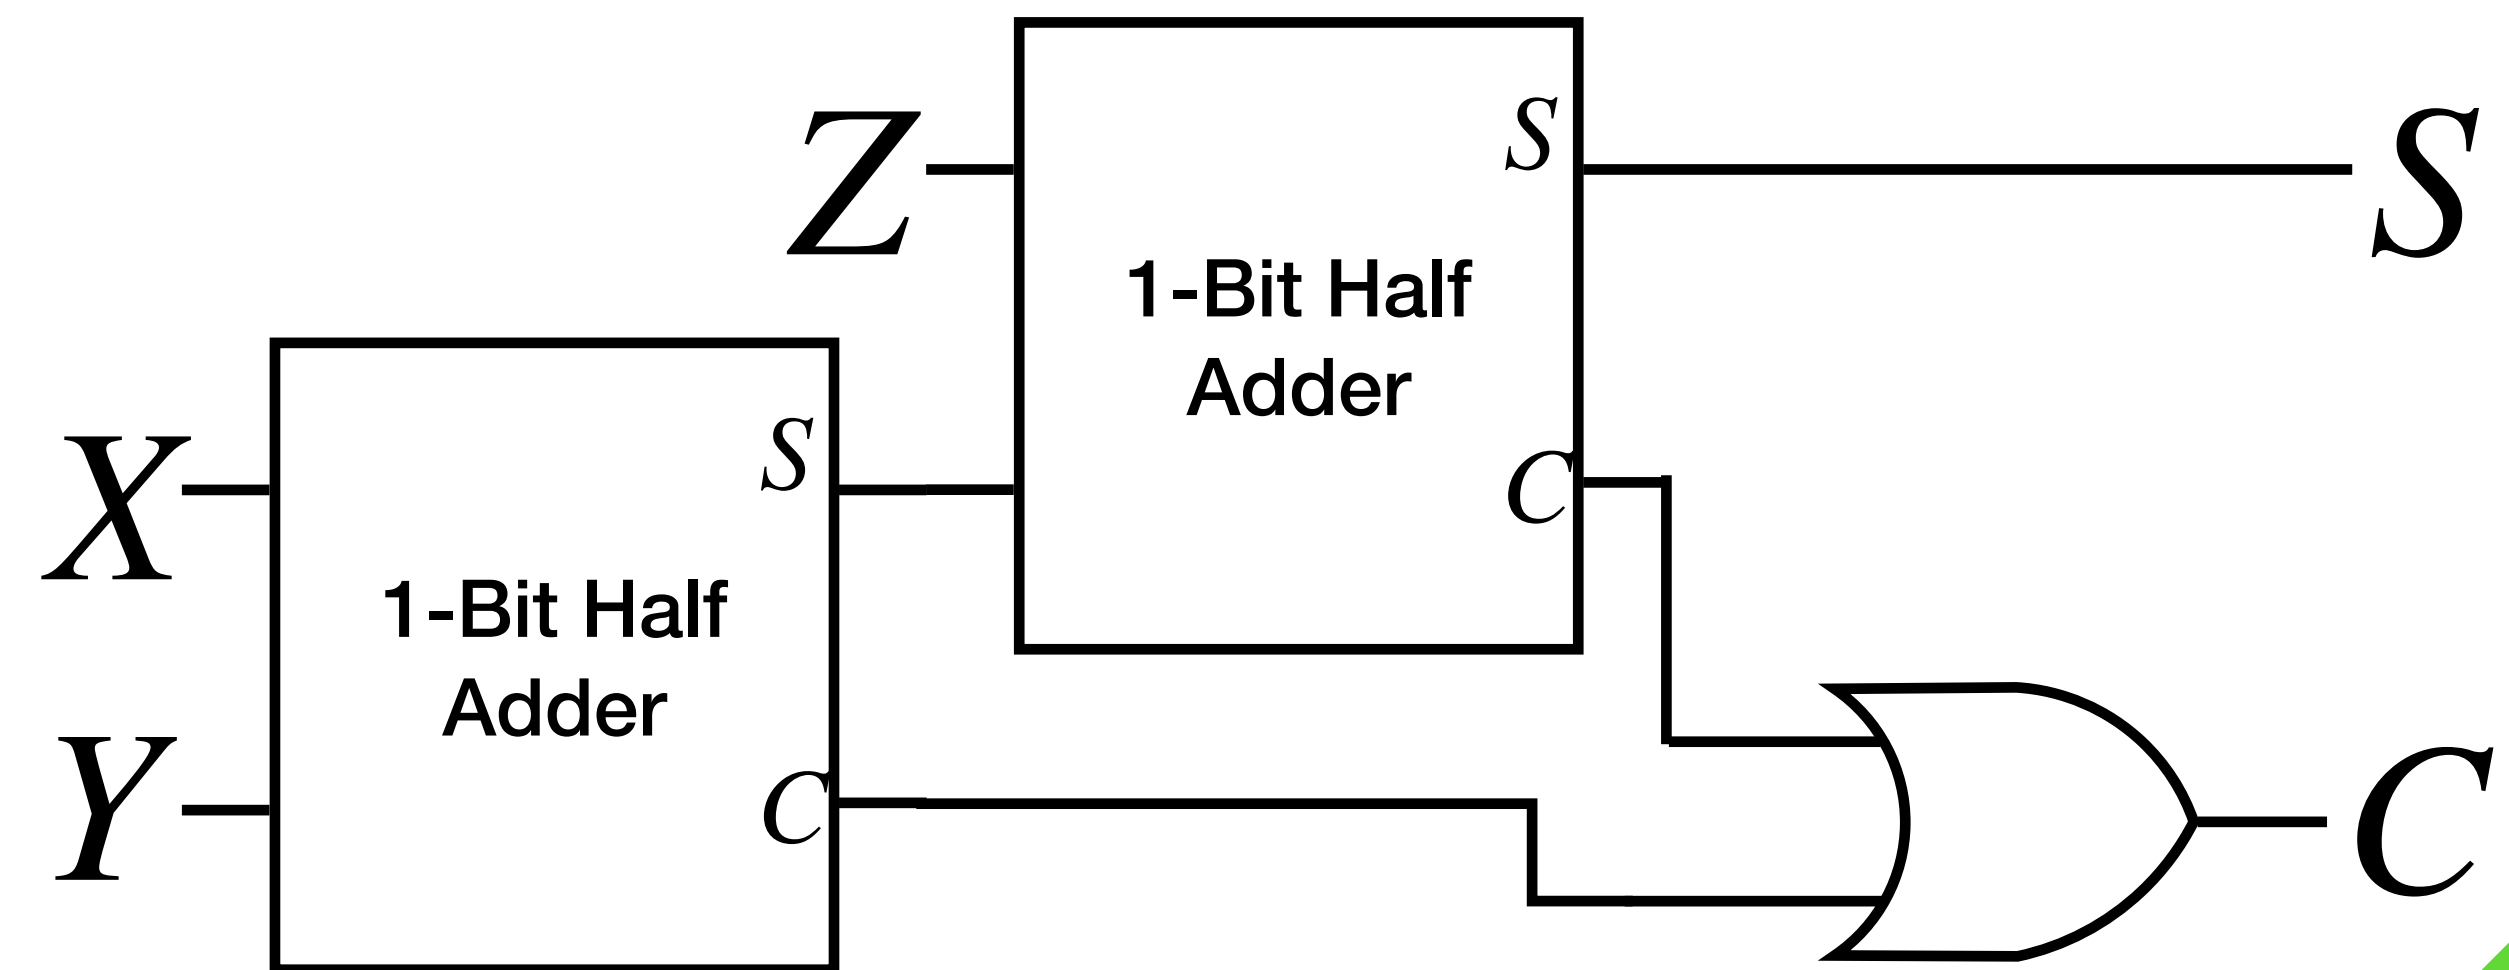 Z
S
S
1-Bit Half
Adder
C
X
S
1-Bit Half
Adder
Y
C
C